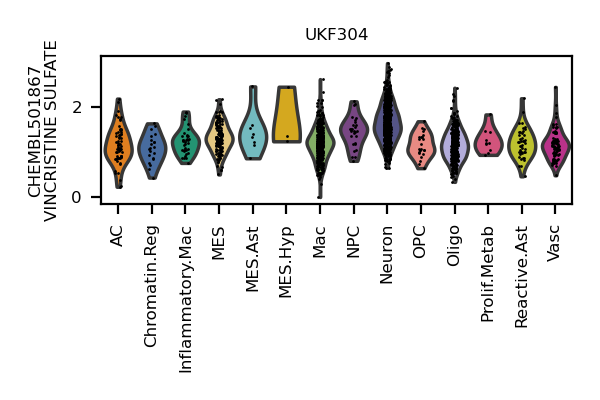 UKF304
CHEMBL501867
VINCRISTINE SULFATE
2
0
AC
Chromatin.Reg
Inflammatory.Mac
MES
MES.Ast
MES.Hyp
Mac
NPC
Neuron
OPC
Oligo
Prolif.Metab
Reactive.Ast
Vasc